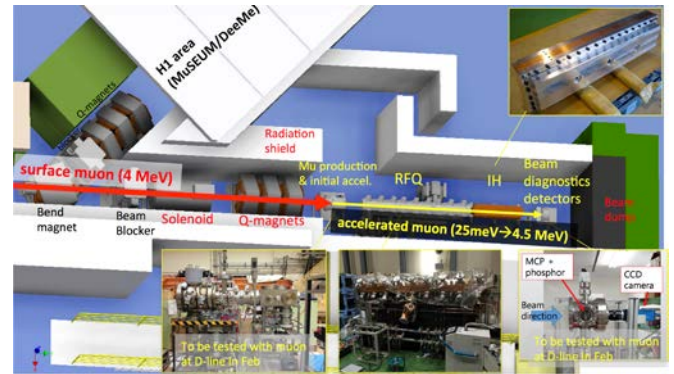 H1 area
(MuSEUM/DeeMe)
Q-magnets
Radiation
shield
Mu production
& initial accel.
RFQ
IH
Beam
diagnostics
detectors
surface muon (4 MeV)
Bend
magnet
Beam
Blocker
Solenoid
Q-magnets
accelerated muon (25meV→4.5 MeV)
Beam
dump
MCP +
phosphor
CCD
camera
Beam
direction
To be tested with muon
at D-line in Feb
To be tested with muon
at D-line in Feb